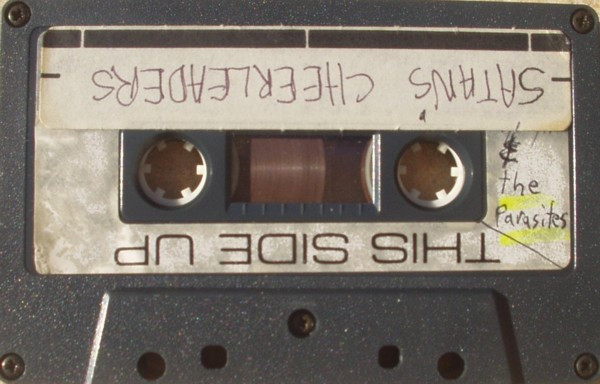 SATAN'S CHEERLEADERS
&
the
Parasites
THIS SIDE UP